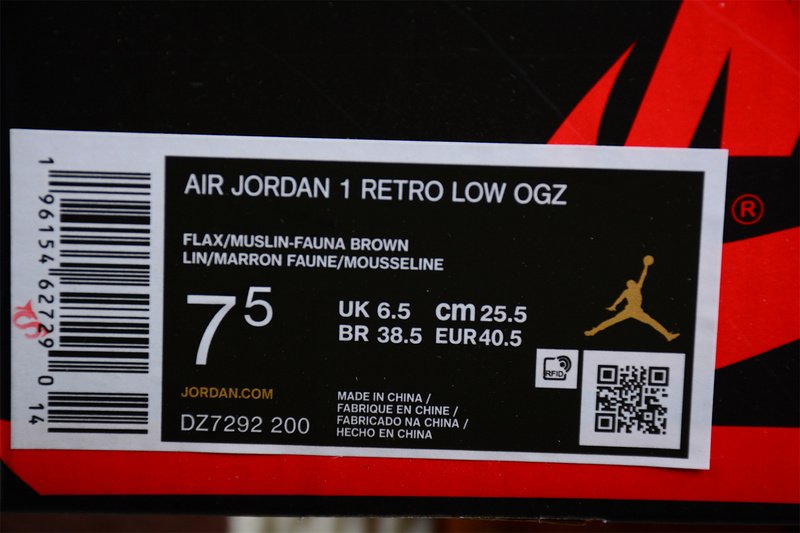 AIR JORDAN 1 RETRO LOW OGZ
FLAX/MUSLIN-FAUNA BROWN
LIN/MARRON FAUNE/MOUSSELINE
7 5
UK 6.5 cm 25.5
BR 38.5 EUR 40.5
RFID
JORDAN.COM
DZ7292 200
MADE IN CHINA /
FABRIQUE EN CHINE /
FABRICADO NA CHINA /
HECHO EN CHINA
1 96154 62729 0 14
®